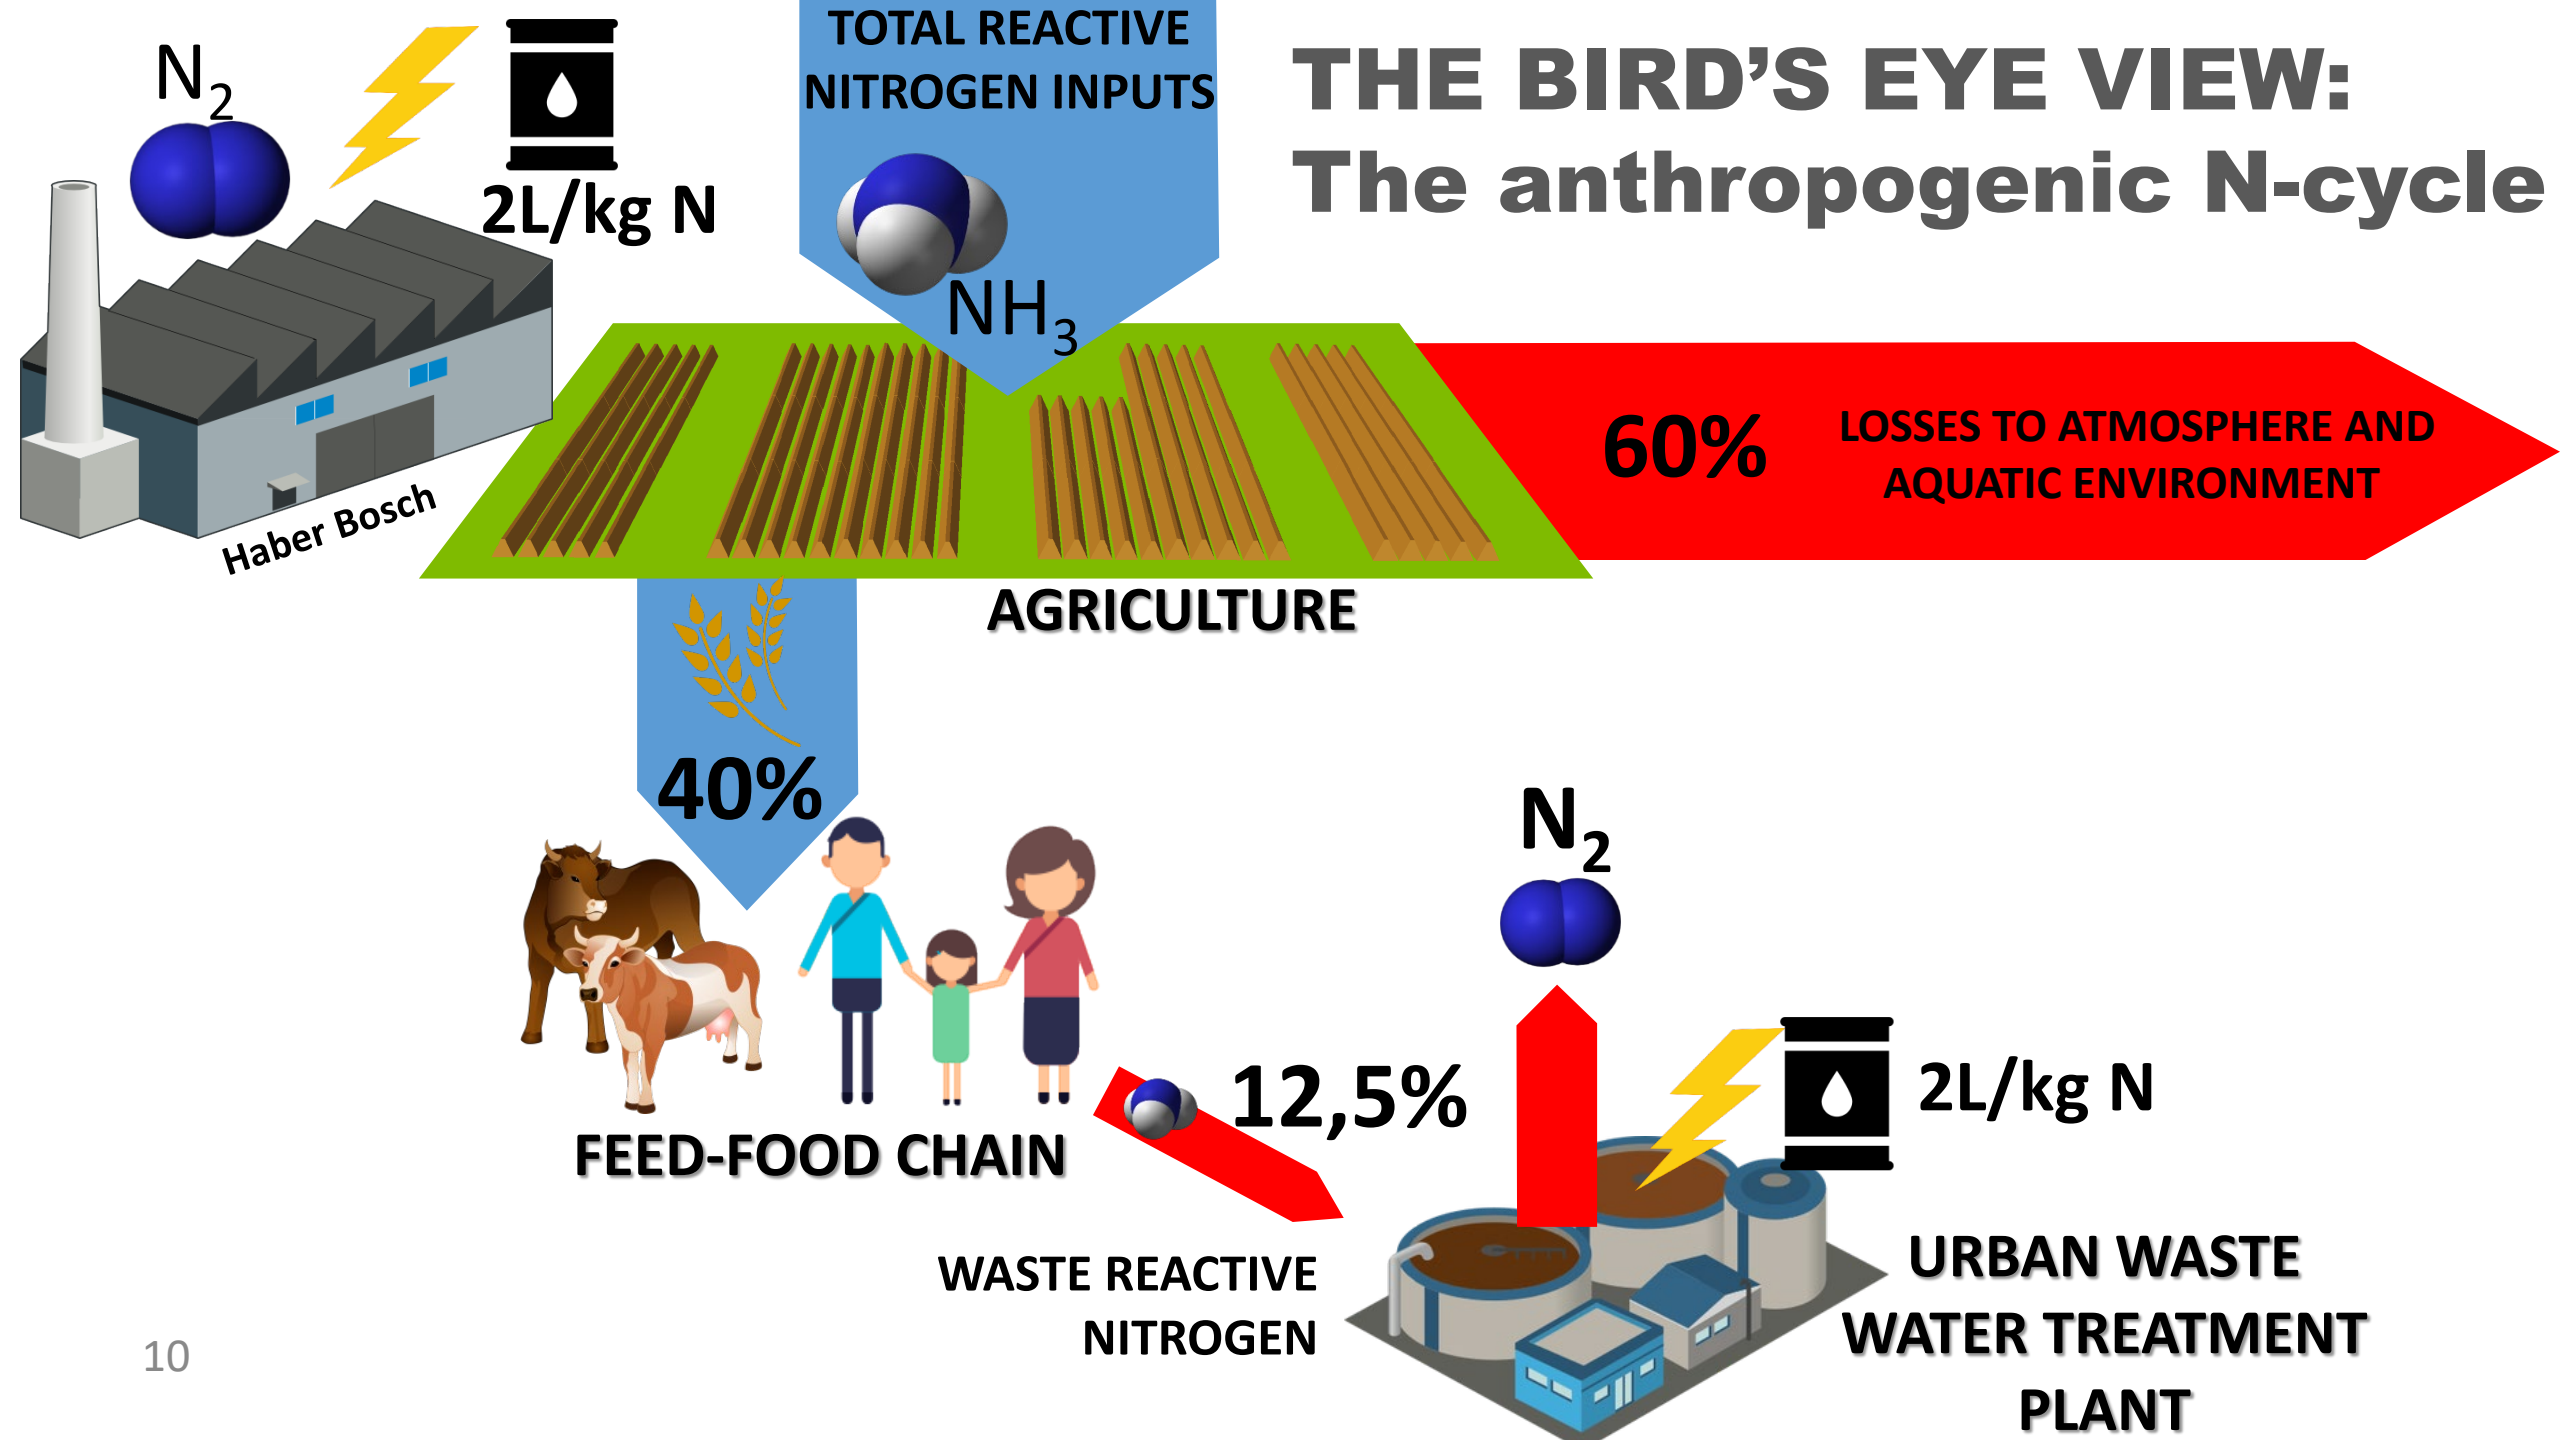 THE BIRD’S EYE VIEW:
The anthropogenic N-cycle
N₂
2L/kg N
Haber Bosch
TOTAL REACTIVE
NITROGEN INPUTS
NH₃
60%
LOSSES TO ATMOSPHERE AND
AQUATIC ENVIRONMENT
AGRICULTURE
40%
FEED-FOOD CHAIN
12,5%
WASTE REACTIVE
NITROGEN
N₂
2L/kg N
URBAN WASTE
WATER TREATMENT
PLANT
10